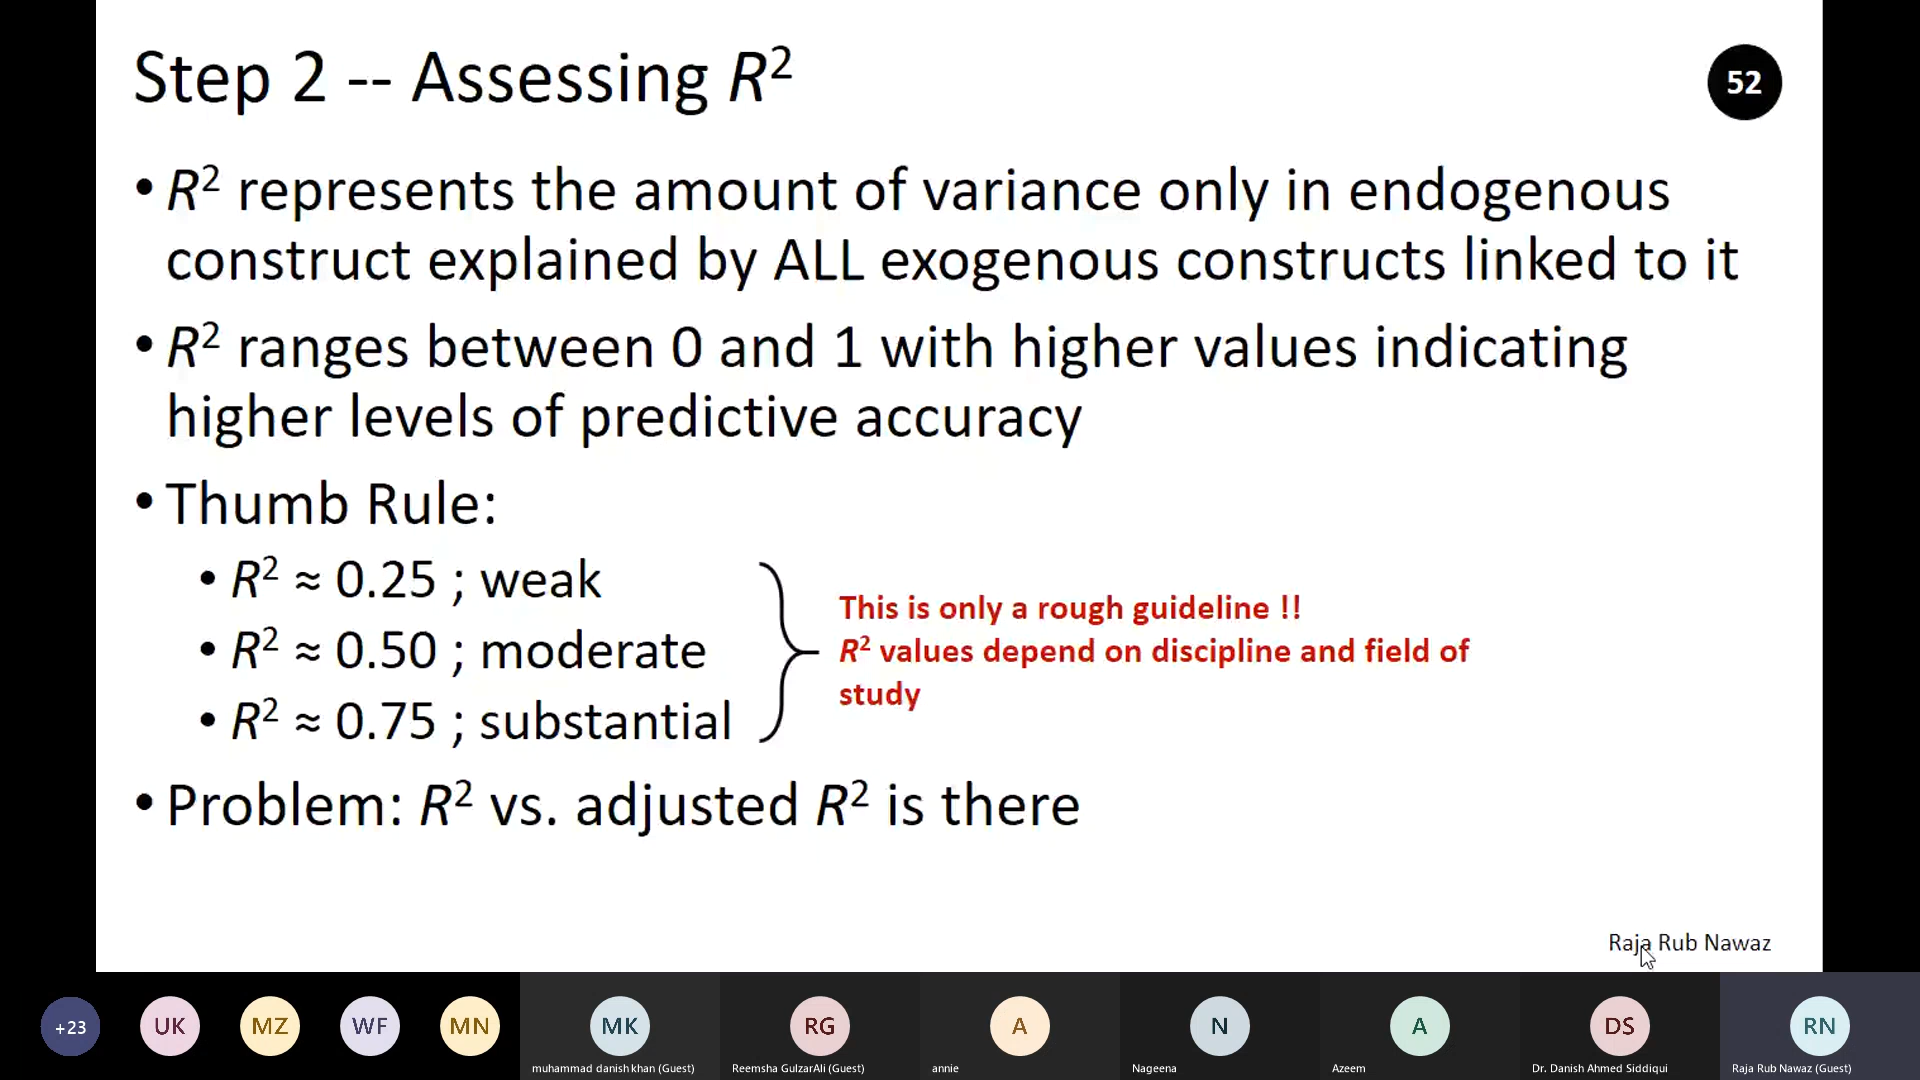 Step 2 -- Assessing R²
52
• R² represents the amount of variance only in endogenous
construct explained by ALL exogenous constructs linked to it
• R² ranges between 0 and 1 with higher values indicating
higher levels of predictive accuracy
• Thumb Rule:
• R² ≈ 0.25 ; weak
• R² ≈ 0.50 ; moderate
• R² ≈ 0.75 ; substantial
This is only a rough guideline !!
R² values depend on discipline and field of
study
• Problem: R² vs. adjusted R² is there
Raja Rub Nawaz
+23
UK
MZ
WF
MN
MK
muhammad danish khan (Guest)
RG
Reemsha GulzarAli (Guest)
A
annie
N
Nageena
A
Azeem
DS
Dr. Danish Ahmed Siddiqui
RN
Raja Rub Nawaz (Guest)